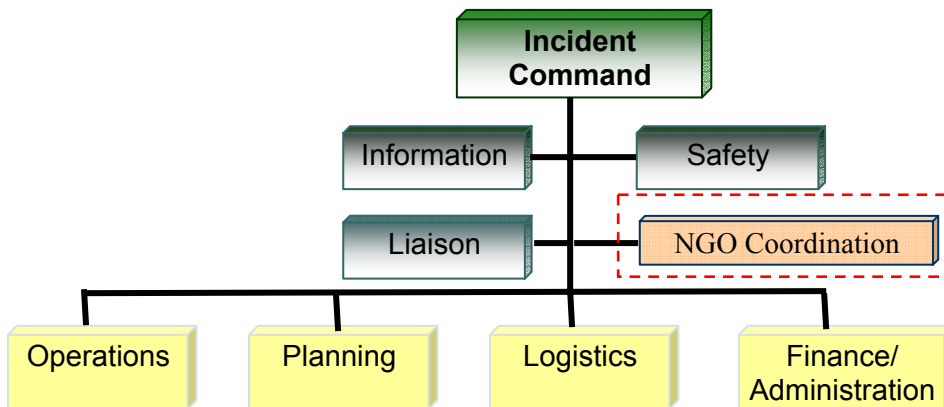 Incident
Command
Information
Safety
Liaison
NGO Coordination
Operations
Planning
Logistics
Finance/
Administration